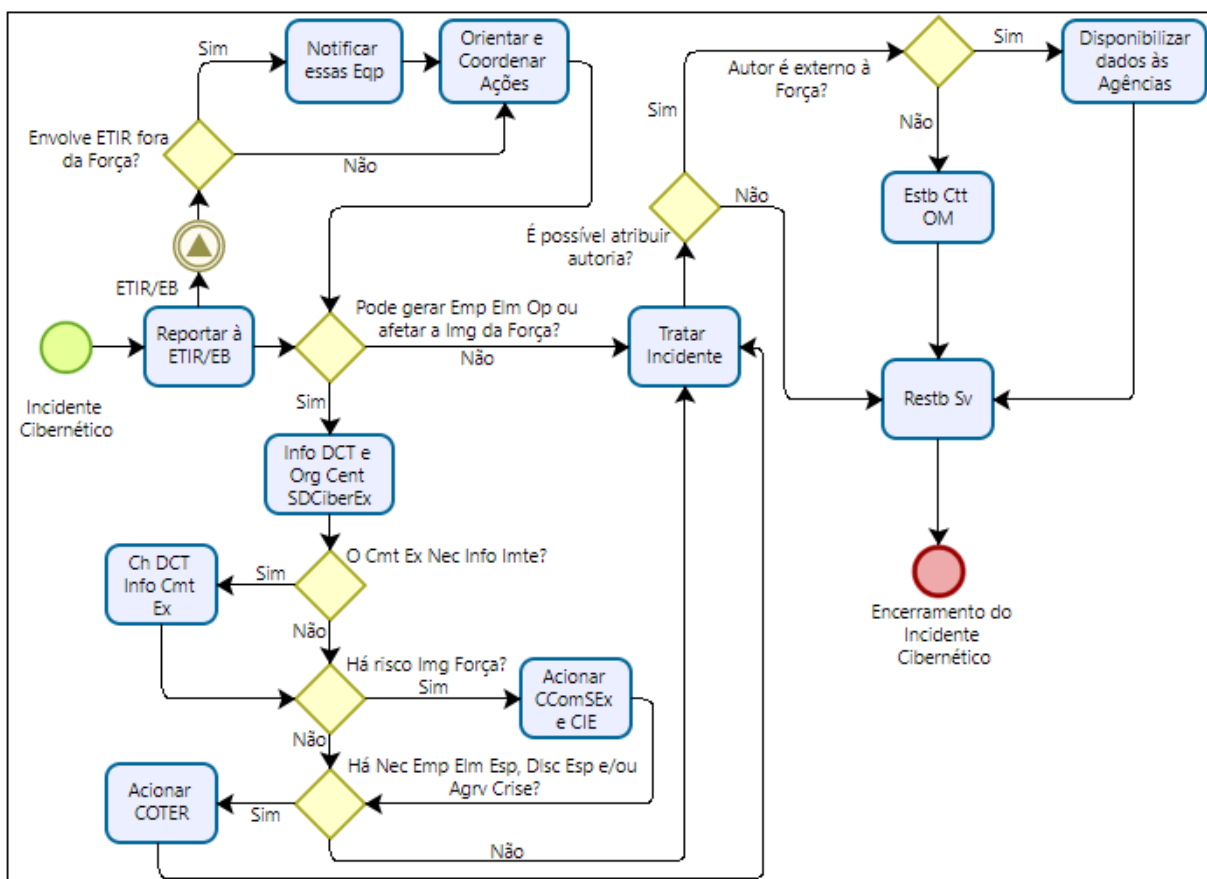 Sim
Notificar
essas Eqp
Orientar e
Coordenar
Ações
Envolve ETIR fora
da Força?
Não
ETIR/EB
Reportar à
ETIR/EB
Incidente
Cibernético
Pode gerar Emp Elm Op ou
afetar a Img da Força?
Não
Sim
Info DCT e
Org Cent
SDCiberEx
O Cmt Ex Nec Info Imte?
Sim
Ch DCT
Info Cmt
Ex
Não
Há risco Img Força?
Sim
Acionar
CComSEx
e CIE
Não
Há Nec Emp Elm Esp, Disc Esp e/ou
Agrv Crise?
Sim
Acionar
COTER
Não
Tratar
Incidente
É possível atribuir
autoria?
Sim
Não
Autor é externo à
Força?
Sim
Disponibilizar
dados às
Agências
Não
Estb Ctt
OM
Restb Sv
Encerramento do
Incidente
Cibernético